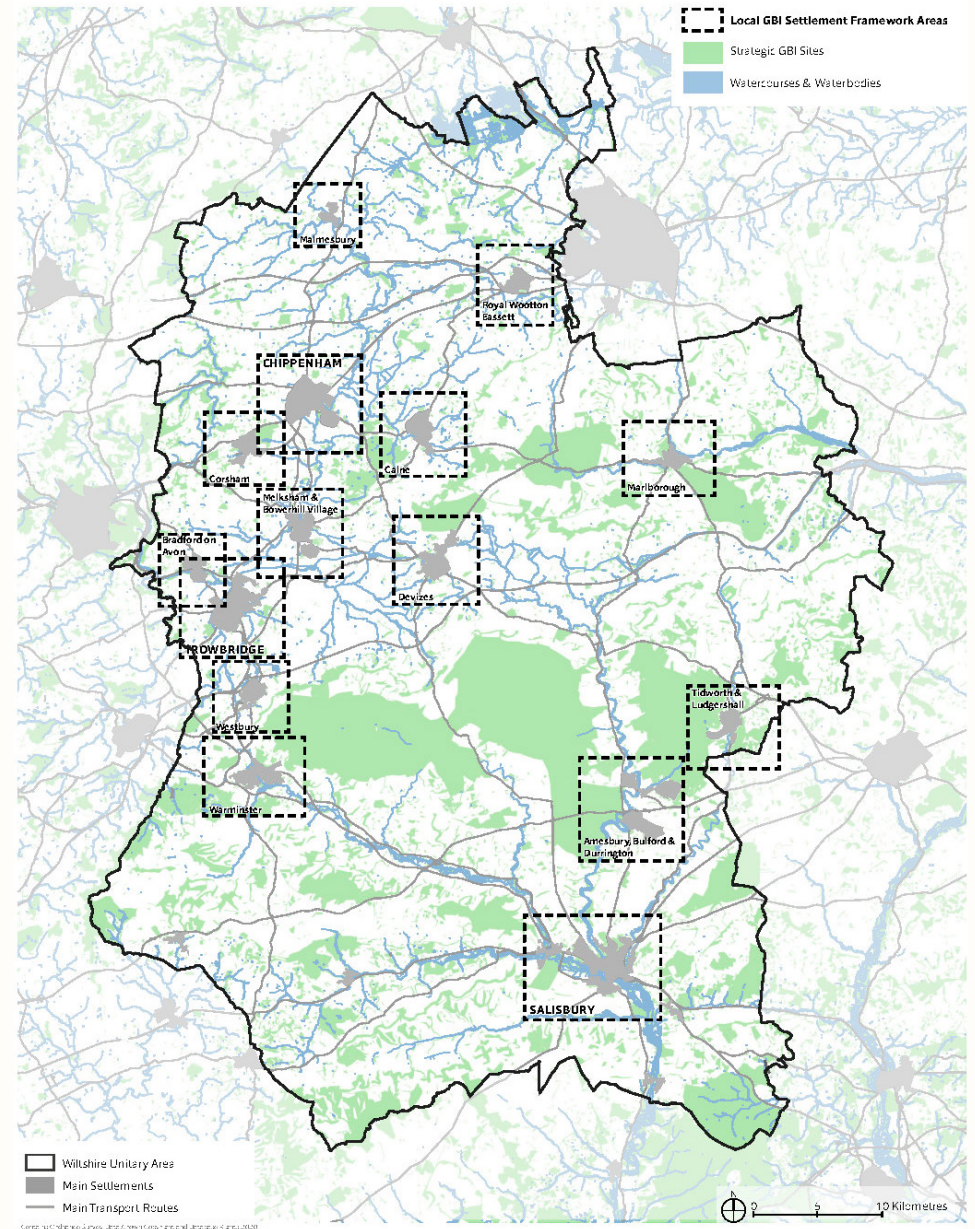 Local GBI Settlement Framework Areas
Strategic GBI Sites
Watercourses & Waterbodies
Malmesbury
Royal Wootton
Bassett
CHIPPENHAM
Calne
Corsham
Marlborough
Melksham &
Bowerhill Village
Bradford on
Avon
Devizes
TROWBRIDGE
Tidworth &
Ludgershall
Westbury
Warminster
Amesbury, Bulford &
Durrington
SALISBURY
Wiltshire Unitary Area
Main Settlements
Main Transport Routes
N
0 5 10 Kilometres